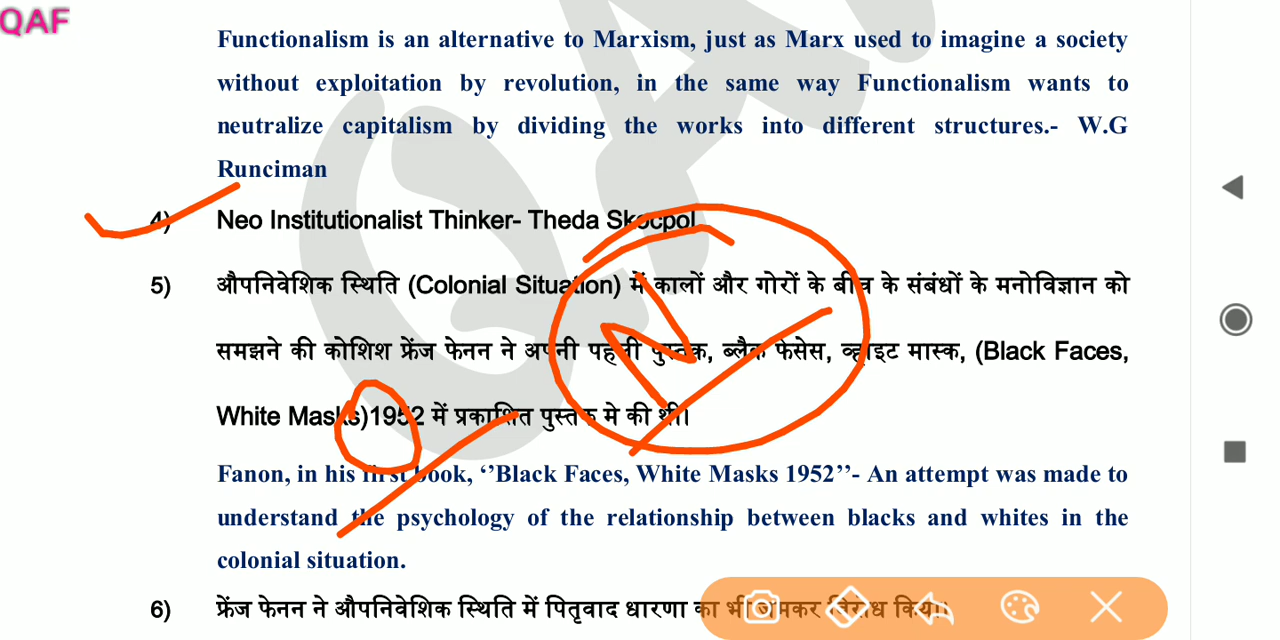 QAF
Functionalism is an alternative to Marxism, just as Marx used to imagine a society
without exploitation by revolution, in the same way Functionalism wants to
neutralize capitalism by dividing the works into different structures.- W.G
Runciman
4) Neo Institutionalist Thinker- Theda Skocpol
5) औपनिवेशिक स्थिति (Colonial Situation) में कालों और गोरों के बीच के संबंधों के मनोविज्ञान को
समझने की कोशिश फ्रेंज फेनन ने अपनी पहली पुस्तक, ब्लैक फेसेस, व्हाइट मास्क, (Black Faces,
White Masks)1952 में प्रकाशित पुस्तक मे की थी।
Fanon, in his first book, ‘’Black Faces, White Masks 1952’’- An attempt was made to
understand the psychology of the relationship between blacks and whites in the
colonial situation.
6) फ्रेंज फेनन ने औपनिवेशिक स्थिति में पितृवाद धारणा का भी जमकर विरोध किया।